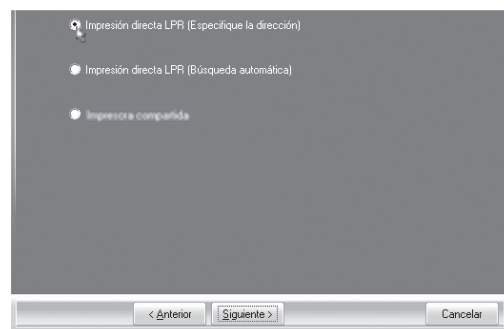 Impresión directa LPR (Especifique la dirección)
Impresión directa LPR (Búsqueda automática)
Impresora compartida
< Anterior Siguiente > Cancelar